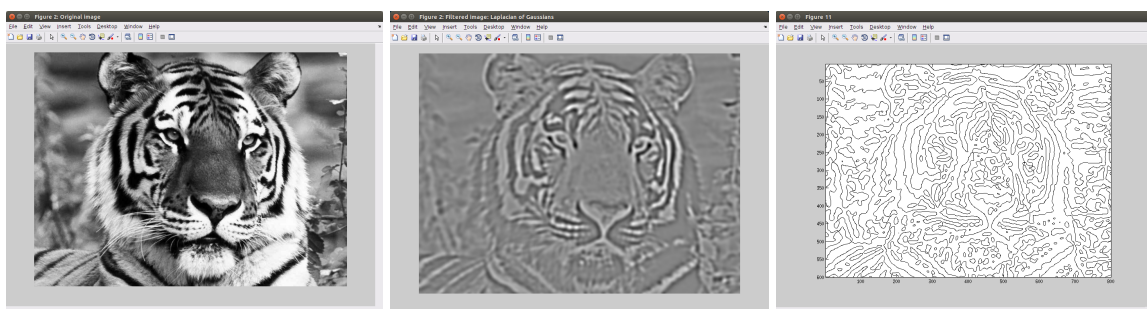 Figure 2: Original image
File Edit View Insert Tools Desktop Window Help
Figure 2: Filtered image: Laplacian of Gaussians
File Edit View Insert Tools Desktop Window Help
Figure 11
File Edit View Insert Tools Desktop Window Help
50
100
150
200
250
300
350
400
450
500
550
600
100 200 300 400 500 600 700 800